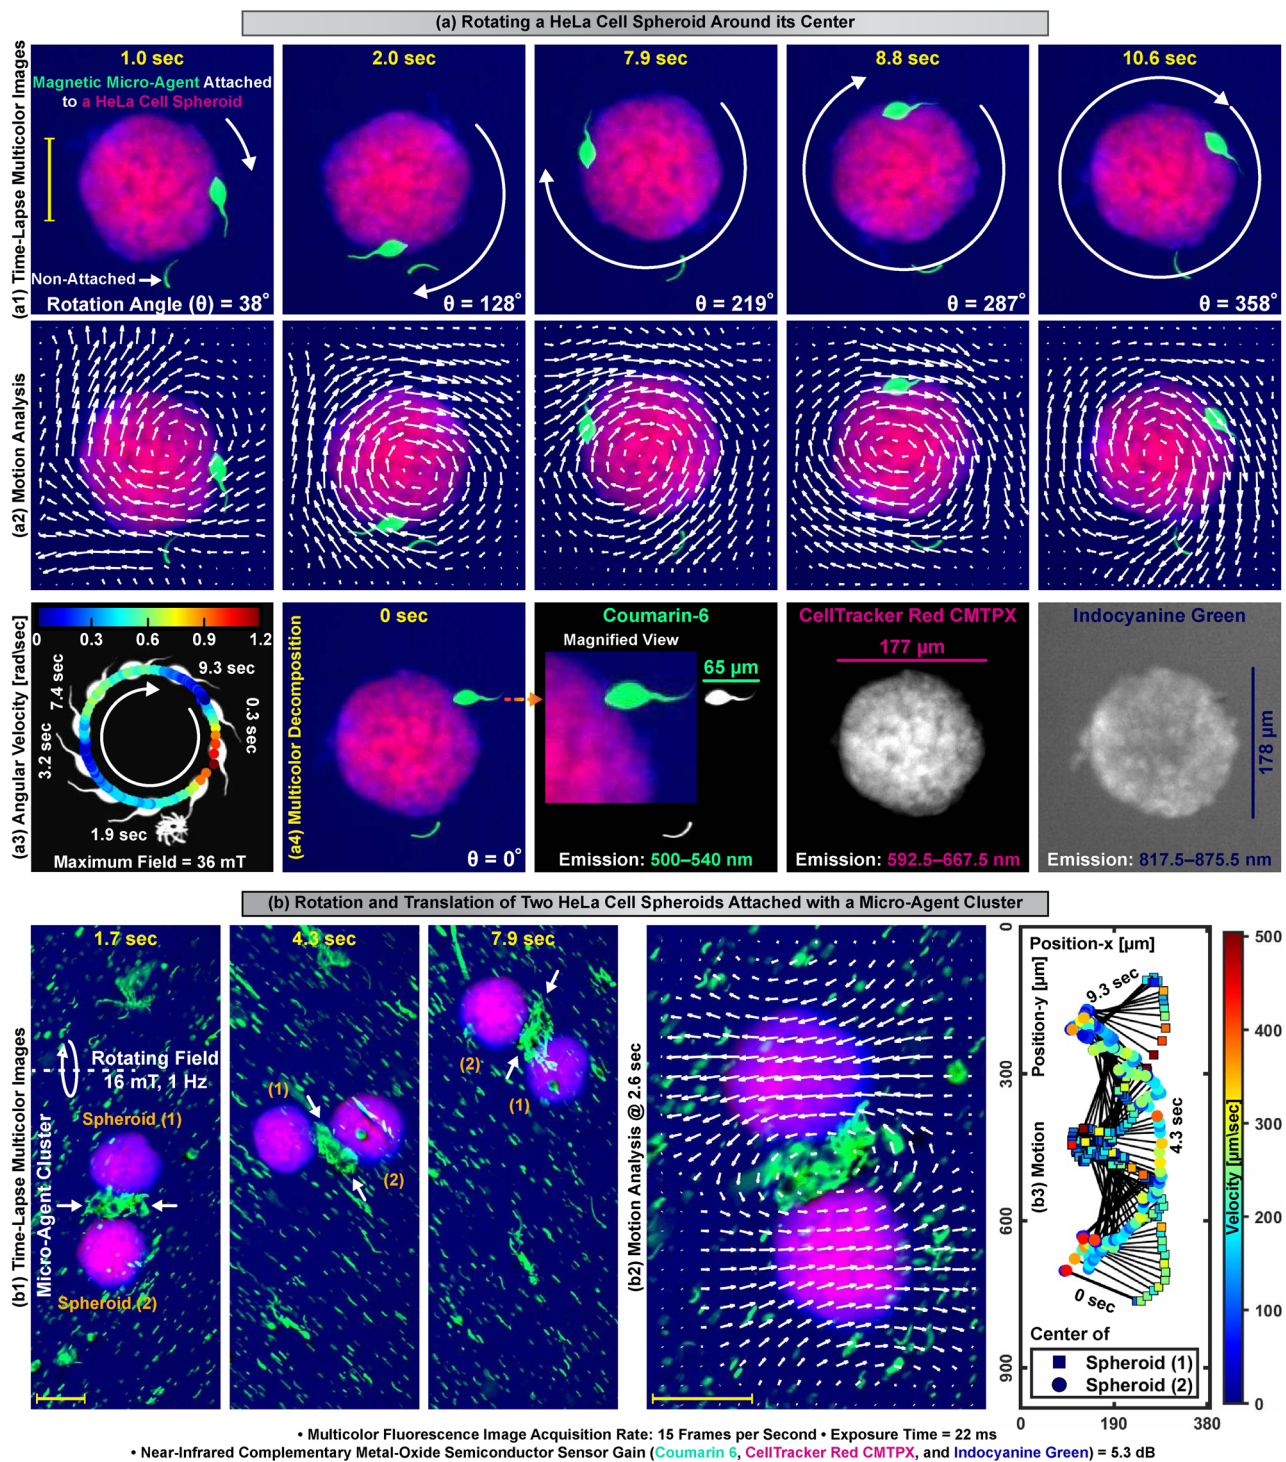 (a) Rotating a HeLa Cell Spheroid Around its Center
(a1) Time-Lapse Multicolor Images
1.0 sec
Magnetic Micro-Agent Attached
to a HeLa Cell Spheroid
Non-Attached
Rotation Angle (θ) = 38°
2.0 sec
θ = 128°
7.9 sec
θ = 219°
8.8 sec
θ = 287°
10.6 sec
θ = 358°
(a2) Motion Analysis
(a3) Angular Velocity [rad\sec]
0 0.3 0.6 0.9 1.2
9.3 sec
7.4 sec
0.3 sec
3.2 sec
1.9 sec
Maximum Field = 36 mT
(a4) Multicolor Decomposition
0 sec
θ = 0°
Coumarin-6
Magnified View
65 µm
Emission: 500–540 nm
CellTracker Red CMTPX
177 µm
Emission: 592.5–667.5 nm
Indocyanine Green
178 µm
Emission: 817.5–875.5 nm
(b) Rotation and Translation of Two HeLa Cell Spheroids Attached with a Micro-Agent Cluster
(b1) Time-Lapse Multicolor Images
1.7 sec
Rotating Field
16 mT, 1 Hz
Spheroid (1)
Micro-Agent Cluster
Spheroid (2)
4.3 sec
(1)
(2)
7.9 sec
(2)
(1)
(b2) Motion Analysis @ 2.6 sec
(b3) Motion
Position-x [µm]
Position-y [µm]
0
300
600
900
0 190 380
9.3 sec
4.3 sec
0 sec
Center of
Spheroid (1)
Spheroid (2)
Velocity [µm\sec]
500
400
300
200
100
0
• Multicolor Fluorescence Image Acquisition Rate: 15 Frames per Second • Exposure Time = 22 ms
• Near-Infrared Complementary Metal-Oxide Semiconductor Sensor Gain (Coumarin 6, CellTracker Red CMTPX, and Indocyanine Green) = 5.3 dB